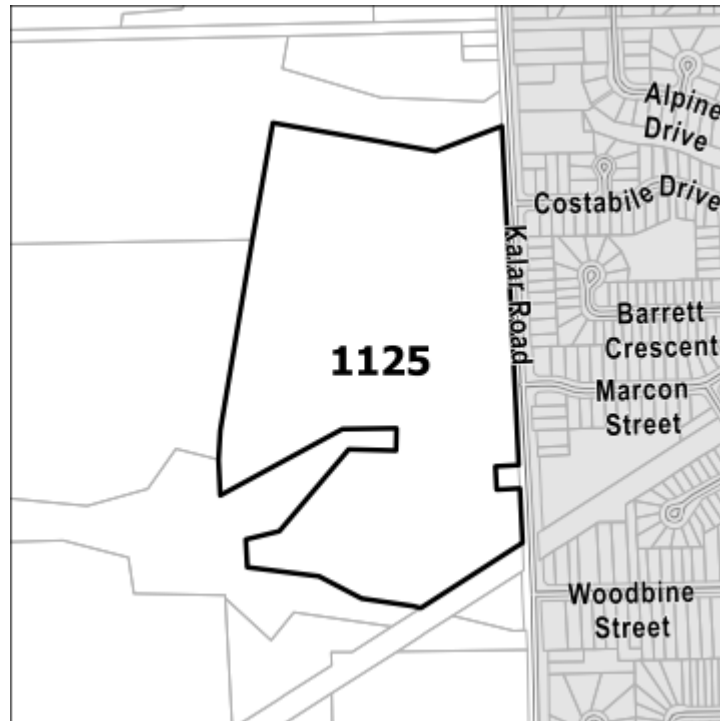 Alpine
Drive
Costabile Drive
Kalar Road
Barrett
Crescent
1125
Marcon
Street
Woodbine
Street